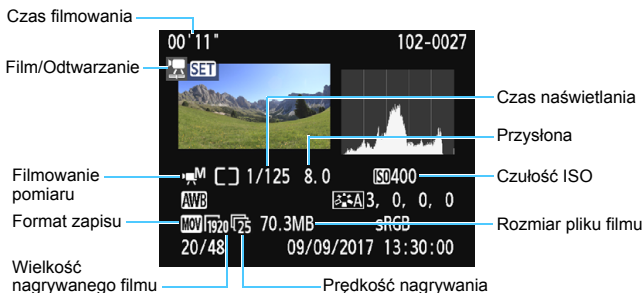 Czas filmowania
00'11" 102-0027
Film/Odtwarzanie
SET
Czas naświetlania
Przysłona
Filmowanie
pomiaru
M 1/125 8.0 ISO 400
Czułość ISO
AWB A 3, 0, 0, 0
Format zapisu
MOV 1920 25 70.3MB sRGB
Rozmiar pliku filmu
20/48 09/09/2017 13:30:00
Wielkość
nagrywanego filmu
Prędkość nagrywania